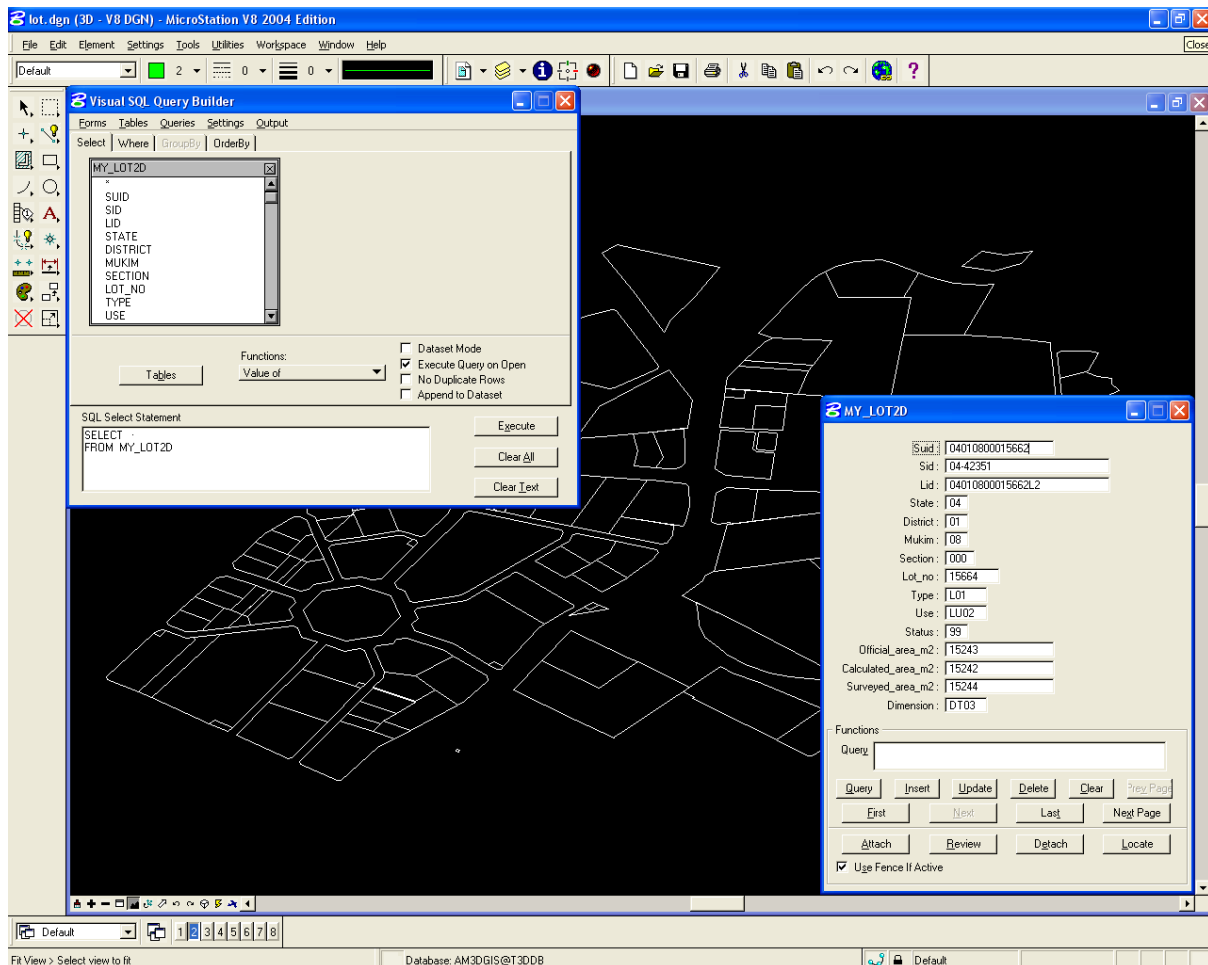 lot.dgn (3D - V8 DGN) - MicroStation V8 2004 Edition
File Edit Element Settings Tools Utilities Workspace Window Help
Close
Default 2 0 0
Visual SQL Query Builder
Forms Tables Queries Settings Output
Select Where GroupBy OrderBy
MY_LOT2D
*
SUID
SID
LID
STATE
DISTRICT
MUKIM
SECTION
LOT_NO
TYPE
USE
Tables
Functions:
Value of
Dataset Mode
Execute Query on Open
No Duplicate Rows
Append to Dataset
SQL Select Statement
SELECT
FROM MY_LOT2D
Execute
Clear All
Clear Text
MY_LOT2D
Suid : 04010800015662
Sid : 04-42351
Lid : 04010800015662L2
State : 04
District : 01
Mukim : 08
Section : 000
Lot_no : 15664
Type : L01
Use : LU02
Status : 99
Official_area_m2 : 15243
Calculated_area_m2 : 15242
Surveyed_area_m2 : 15244
Dimension : DT03
Functions
Query
Query Insert Update Delete Clear Prev Page
First Next Last Next Page
Attach Review Detach Locate
Use Fence If Active
Default 1 2 3 4 5 6 7 8
Fit View > Select view to fit
Database: AM3DGIS@T3DDB
Default